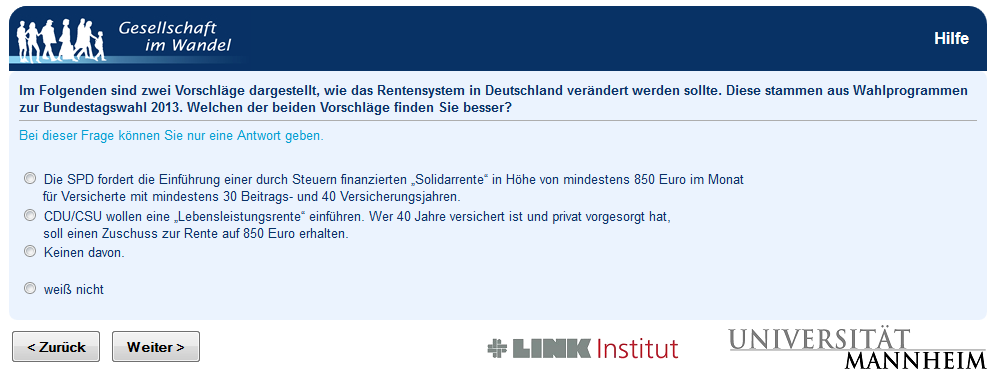 Gesellschaft
im Wandel
Hilfe
Im Folgenden sind zwei Vorschläge dargestellt, wie das Rentensystem in Deutschland verändert werden sollte. Diese stammen aus Wahlprogrammen
zur Bundestagswahl 2013. Welchen der beiden Vorschläge finden Sie besser?
Bei dieser Frage können Sie nur eine Antwort geben.
Die SPD fordert die Einführung einer durch Steuern finanzierten „Solidarrente“ in Höhe von mindestens 850 Euro im Monat
für Versicherte mit mindestens 30 Beitrags- und 40 Versicherungsjahren.
CDU/CSU wollen eine „Lebensleistungsrente“ einführen. Wer 40 Jahre versichert ist und privat vorgesorgt hat,
soll einen Zuschuss zur Rente auf 850 Euro erhalten.
Keinen davon.
weiß nicht
< Zurück
Weiter >
LINK Institut
UNIVERSITÄT
MANNHEIM